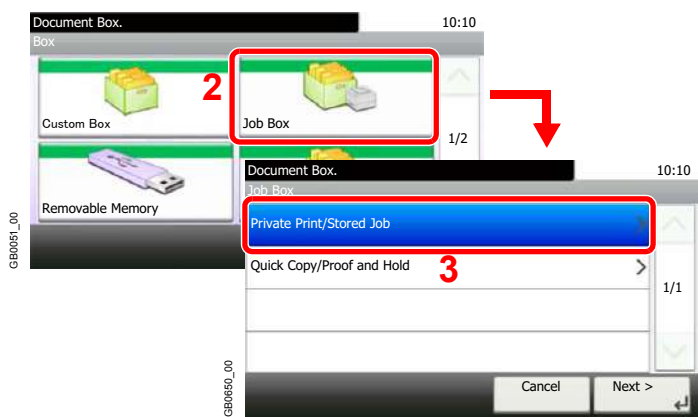 Document Box.
10:10
Box
2
Custom Box
Job Box
1/2
Removable Memory
GB0051_00
Document Box.
10:10
Job Box
Private Print/Stored Job
Quick Copy/Proof and Hold
3
1/1
Cancel
Next >
GB0650_00